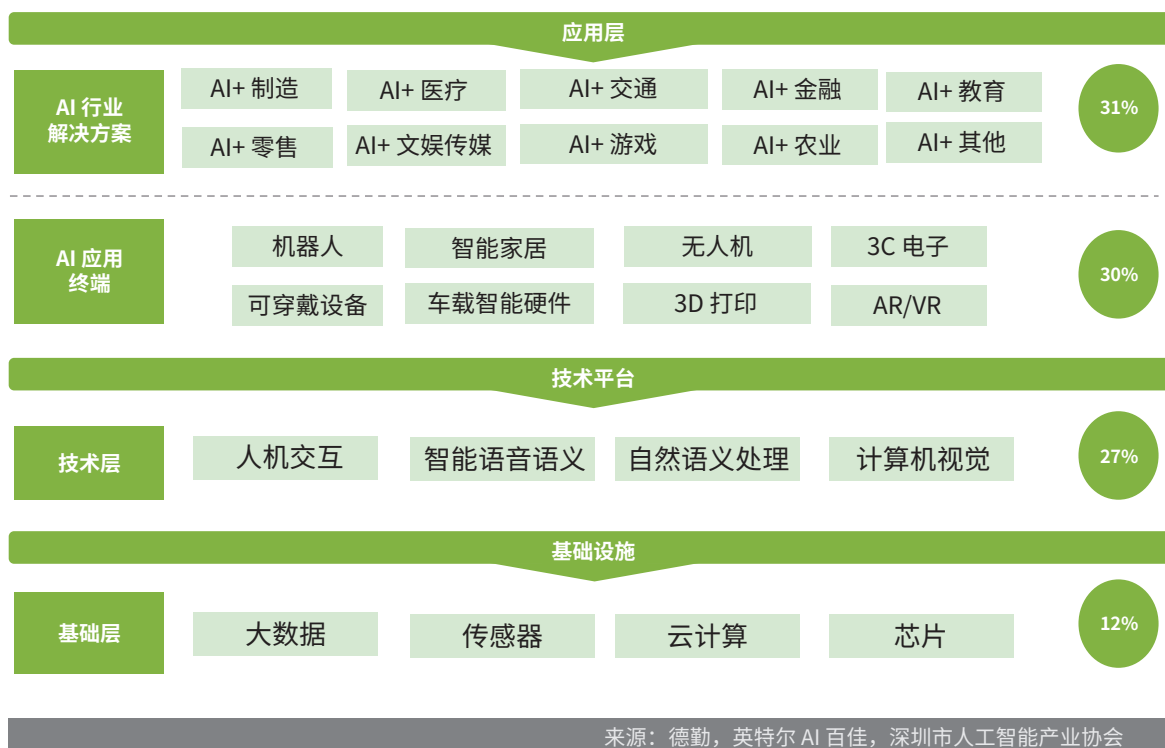 应用层
AI 行业
解决方案
AI+ 制造
AI+ 医疗
AI+ 交通
AI+ 金融
AI+ 教育
31%
AI+ 零售
AI+ 文娱传媒
AI+ 游戏
AI+ 农业
AI+ 其他
AI 应用
终端
机器人
智能家居
无人机
3C 电子
30%
可穿戴设备
车载智能硬件
3D 打印
AR/VR
技术平台
技术层
人机交互
智能语音语义
自然语义处理
计算机视觉
27%
基础设施
基础层
大数据
传感器
云计算
芯片
12%
来源：德勤，英特尔 AI 百佳，深圳市人工智能产业协会